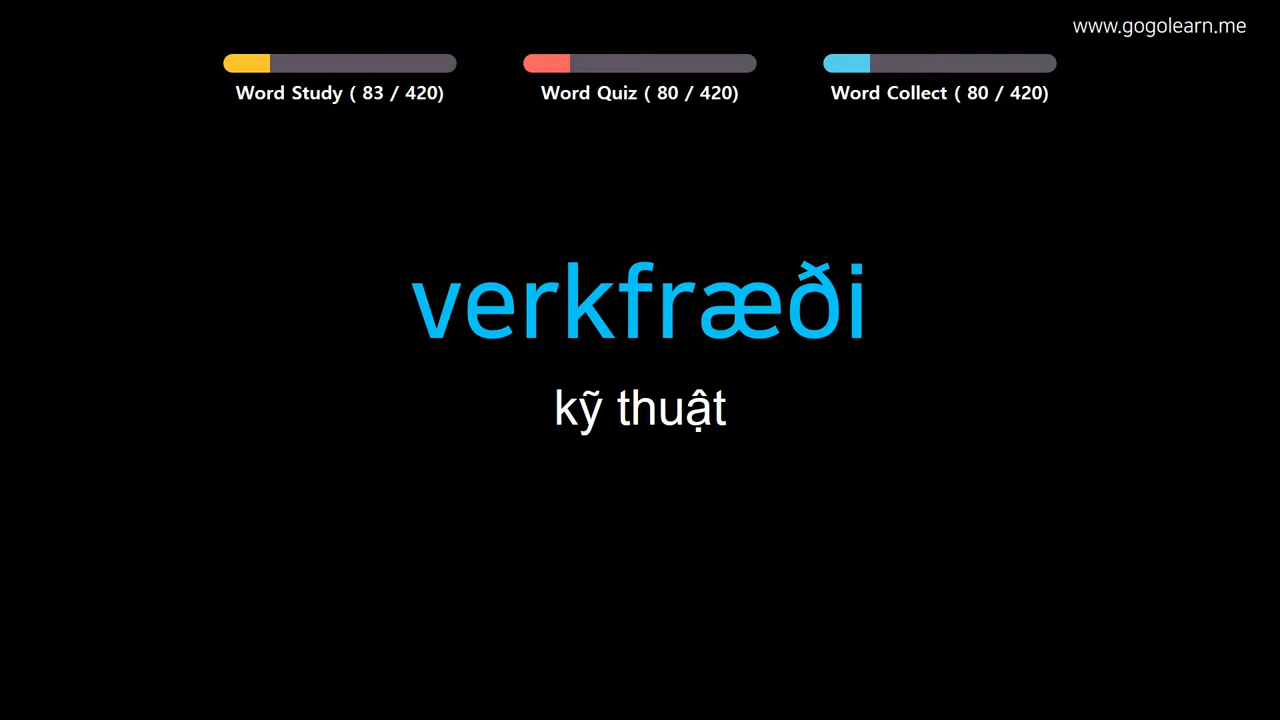 www.gogolearn.me
Word Study ( 83 / 420)
Word Quiz ( 80 / 420)
Word Collect ( 80 / 420)
verkfræði
kỹ thuật